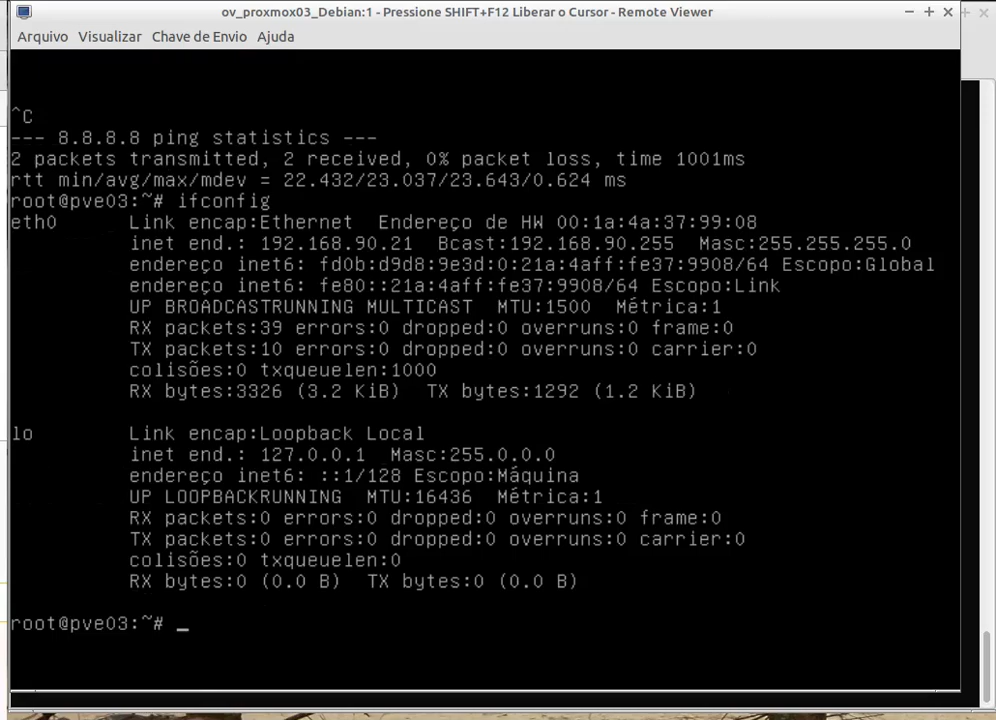 ov_proxmox03_Debian:1 - Pressione SHIFT+F12 Liberar o Cursor - Remote Viewer
Arquivo Visualizar Chave de Envio Ajuda
^C
--- 8.8.8.8 ping statistics ---
2 packets transmitted, 2 received, 0% packet loss, time 1001ms
rtt min/avg/max/mdev = 22.432/23.037/23.643/0.624 ms
root@pve03:~# ifconfig
eth0 Link encap:Ethernet Endereço de HW 00:1a:4a:37:99:08
inet end.: 192.168.90.21 Bcast:192.168.90.255 Masc:255.255.255.0
endereço inet6: fd0b:d9d8:9e3d:0:21a:4aff:fe37:9908/64 Escopo:Global
endereço inet6: fe80::21a:4aff:fe37:9908/64 Escopo:Link
UP BROADCASTRUNNING MULTICAST MTU:1500 Métrica:1
RX packets:39 errors:0 dropped:0 overruns:0 frame:0
TX packets:10 errors:0 dropped:0 overruns:0 carrier:0
colisões:0 txqueuelen:1000
RX bytes:3326 (3.2 KiB) TX bytes:1292 (1.2 KiB)
lo Link encap:Loopback Local
inet end.: 127.0.0.1 Masc:255.0.0.0
endereço inet6: ::1/128 Escopo:Máquina
UP LOOPBACKRUNNING MTU:16436 Métrica:1
RX packets:0 errors:0 dropped:0 overruns:0 frame:0
TX packets:0 errors:0 dropped:0 overruns:0 carrier:0
colisões:0 txqueuelen:0
RX bytes:0 (0.0 B) TX bytes:0 (0.0 B)
root@pve03:~# _